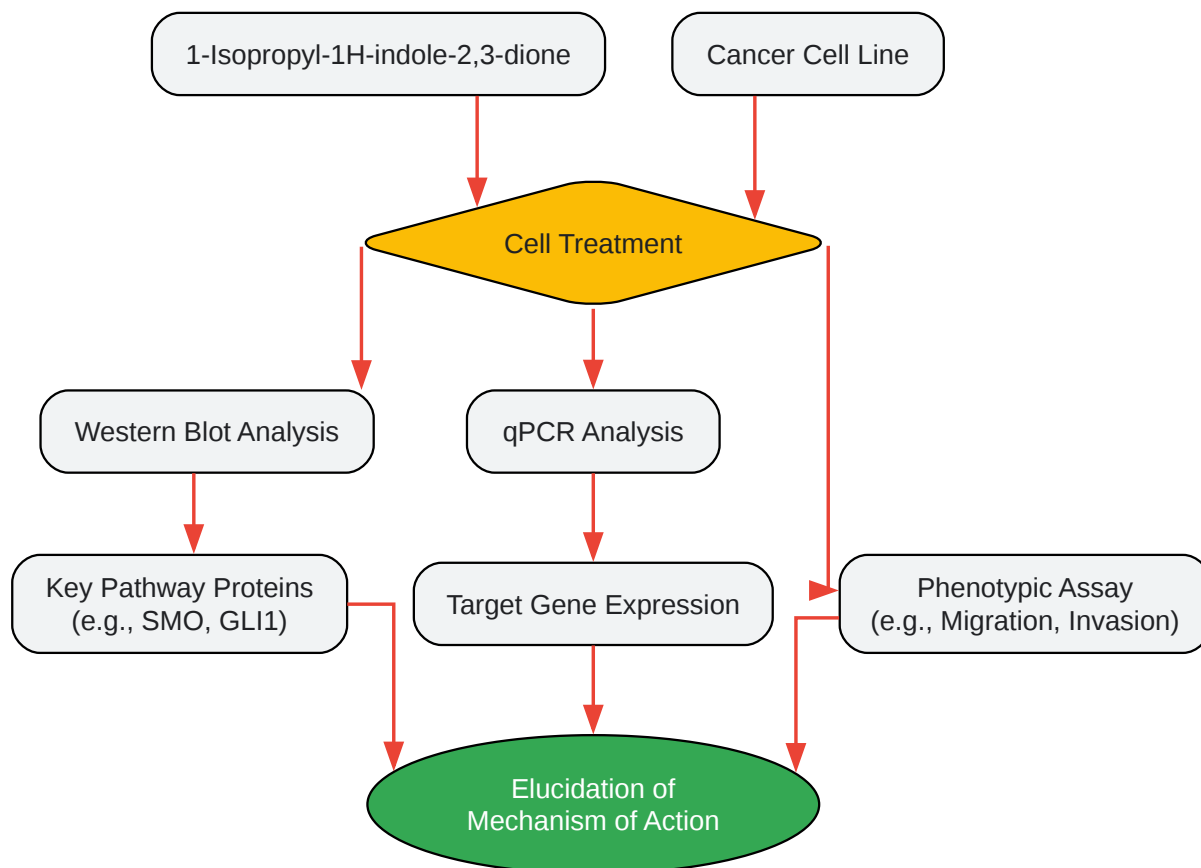 1-Isopropyl-1H-indole-2,3-dione
Cancer Cell Line
Cell Treatment
Western Blot Analysis
qPCR Analysis
Key Pathway Proteins
(e.g., SMO, GLI1)
Target Gene Expression
Phenotypic Assay
(e.g., Migration, Invasion)
Elucidation of
Mechanism of Action